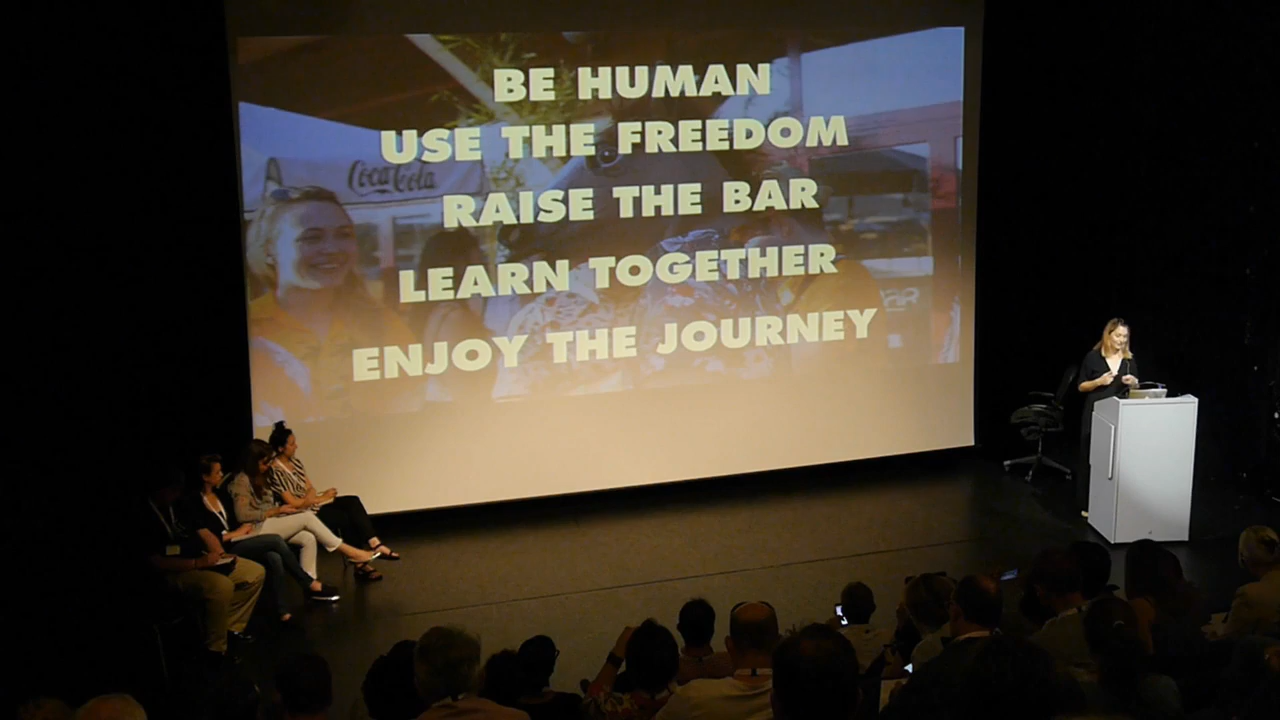 BE HUMAN
USE THE FREEDOM
Coca-Cola
RAISE THE BAR
LEARN TOGETHER
ENJOY THE JOURNEY